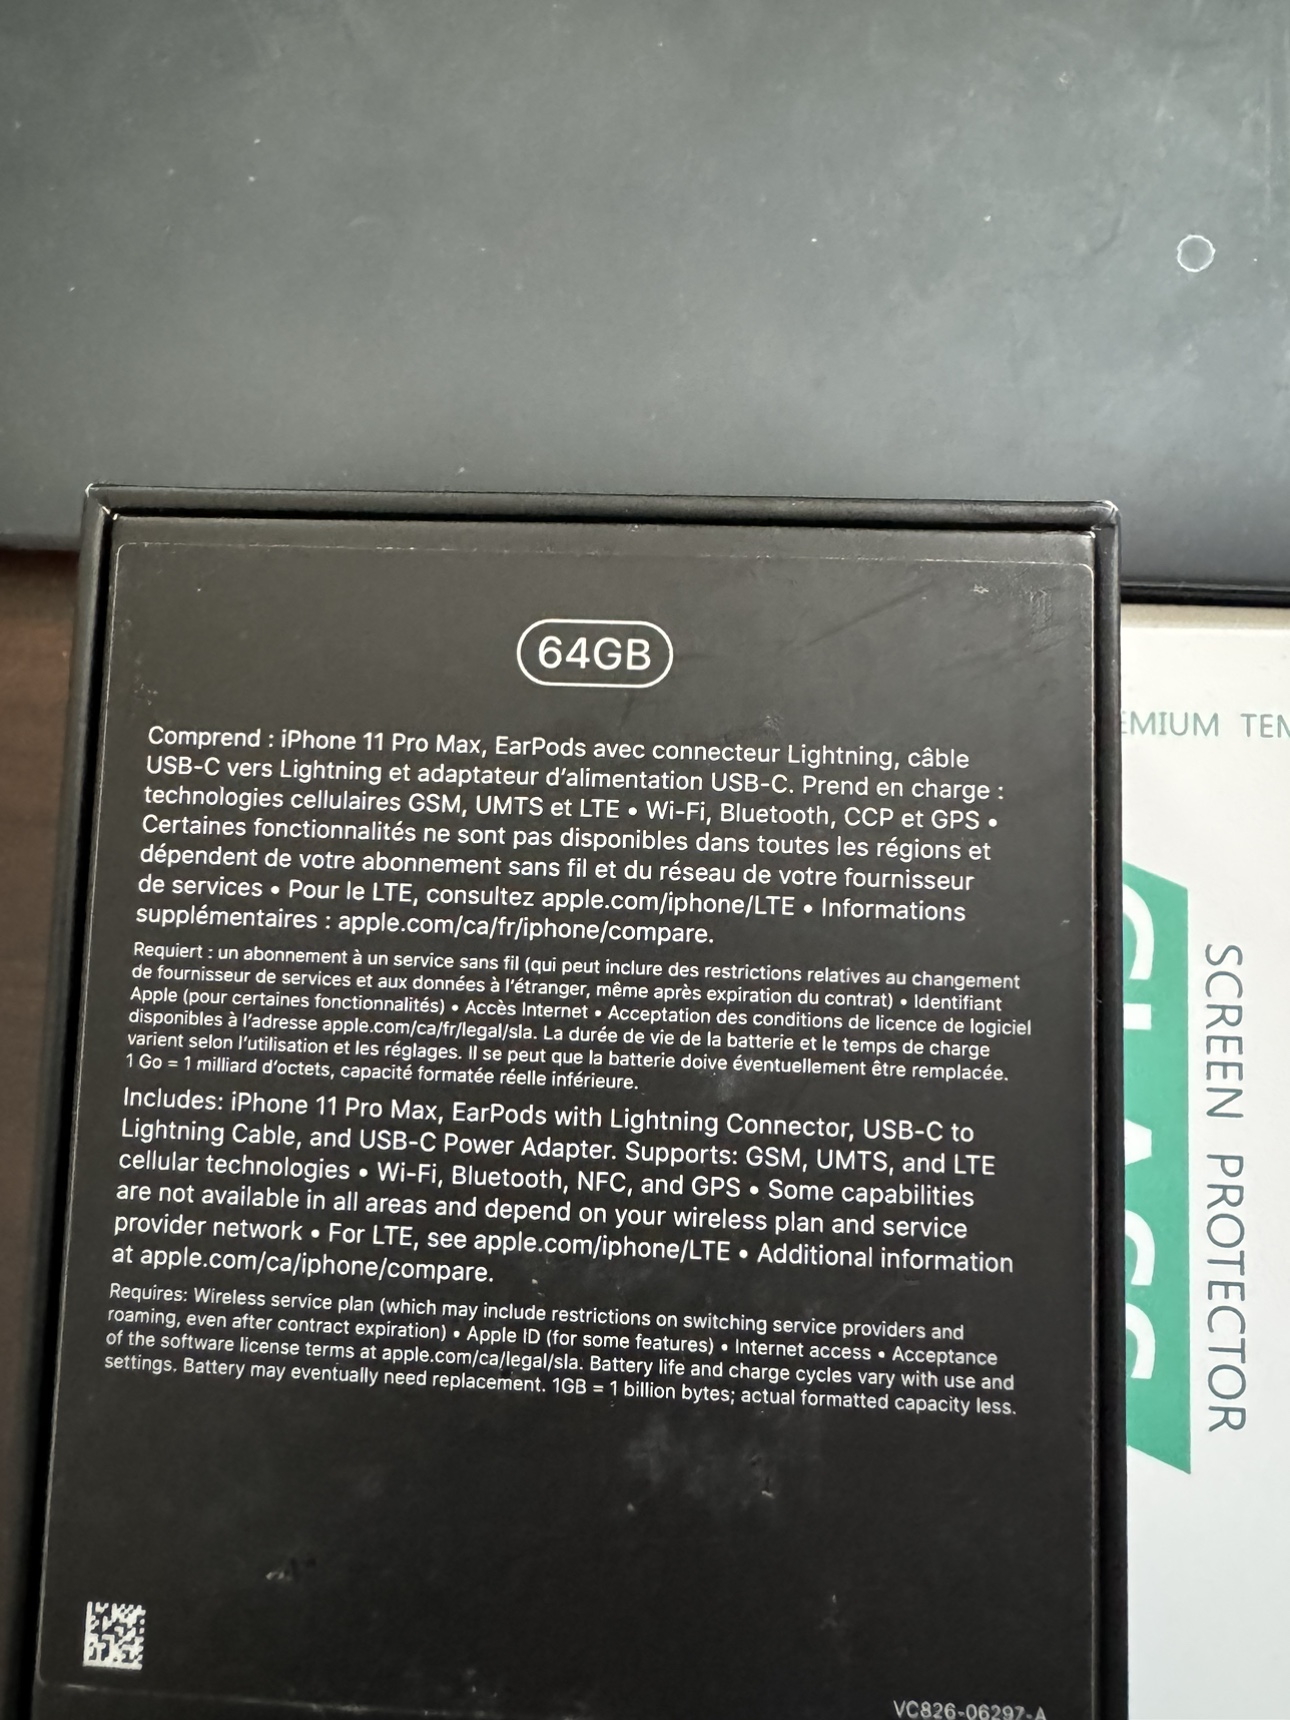 64GB
Comprend : iPhone 11 Pro Max, EarPods avec connecteur Lightning, câble
USB-C vers Lightning et adaptateur d’alimentation USB-C. Prend en charge :
technologies cellulaires GSM, UMTS et LTE • Wi-Fi, Bluetooth, CCP et GPS •
Certaines fonctionnalités ne sont pas disponibles dans toutes les régions et
dépendent de votre abonnement sans fil et du réseau de votre fournisseur
de services • Pour le LTE, consultez apple.com/iphone/LTE • Informations
supplémentaires : apple.com/ca/fr/iphone/compare.
Requiert : un abonnement à un service sans fil (qui peut inclure des restrictions relatives au changement
de fournisseur de services et aux données à l’étranger, même après expiration du contrat) • Identifiant
Apple (pour certaines fonctionnalités) • Accès Internet • Acceptation des conditions de licence de logiciel
disponibles à l’adresse apple.com/ca/fr/legal/sla. La durée de vie de la batterie et le temps de charge
varient selon l’utilisation et les réglages. Il se peut que la batterie doive éventuellement être remplacée.
1 Go = 1 milliard d’octets, capacité formatée réelle inférieure.
Includes: iPhone 11 Pro Max, EarPods with Lightning Connector, USB-C to
Lightning Cable, and USB-C Power Adapter. Supports: GSM, UMTS, and LTE
cellular technologies • Wi-Fi, Bluetooth, NFC, and GPS • Some capabilities
are not available in all areas and depend on your wireless plan and service
provider network • For LTE, see apple.com/iphone/LTE • Additional information
at apple.com/ca/iphone/compare.
Requires: Wireless service plan (which may include restrictions on switching service providers and
roaming, even after contract expiration) • Apple ID (for some features) • Internet access • Acceptance
of the software license terms at apple.com/ca/legal/sla. Battery life and charge cycles vary with use and
settings. Battery may eventually need replacement. 1GB = 1 billion bytes; actual formatted capacity less.
VC826-06297-A
EMIUM TEM
GLASS
SCREEN PROTECTOR